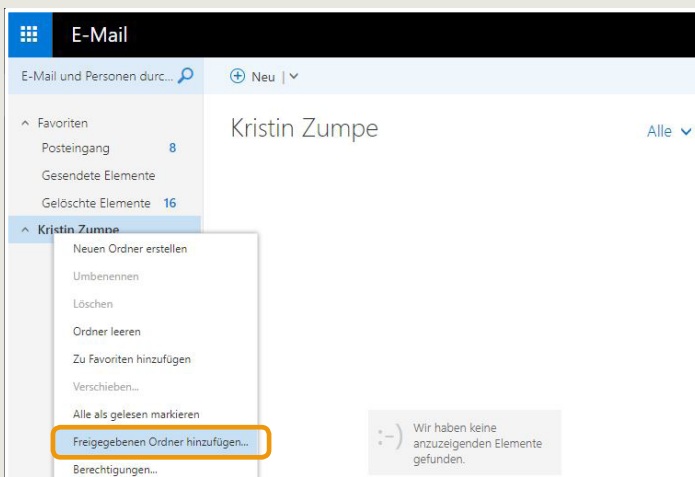 E-Mail
E-Mail und Personen durc...
Neu
Favoriten
Posteingang 8
Gesendete Elemente
Gelöschte Elemente 16
Kristin Zumpe
Neuen Ordner erstellen
Umbenennen
Löschen
Ordner leeren
Zu Favoriten hinzufügen
Verschieben...
Alle als gelesen markieren
Freigegebenen Ordner hinzufügen...
Berechtigungen...
Kristin Zumpe
Alle
:-)
Wir haben keine
anzuzeigenden Elemente
gefunden.